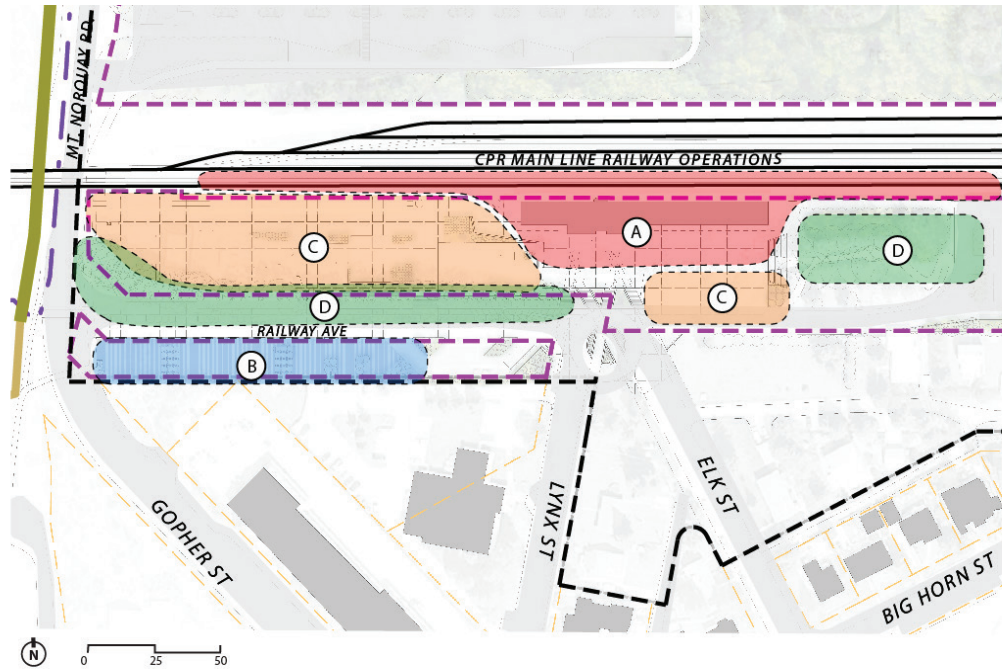 MT. NORQUAY RD.
CPR MAIN LINE RAILWAY OPERATIONS
A
C
D
C
D
RAILWAY AVE
B
GOPHER ST
LYNX ST
ELK ST
BIG HORN ST
N
0 25 50